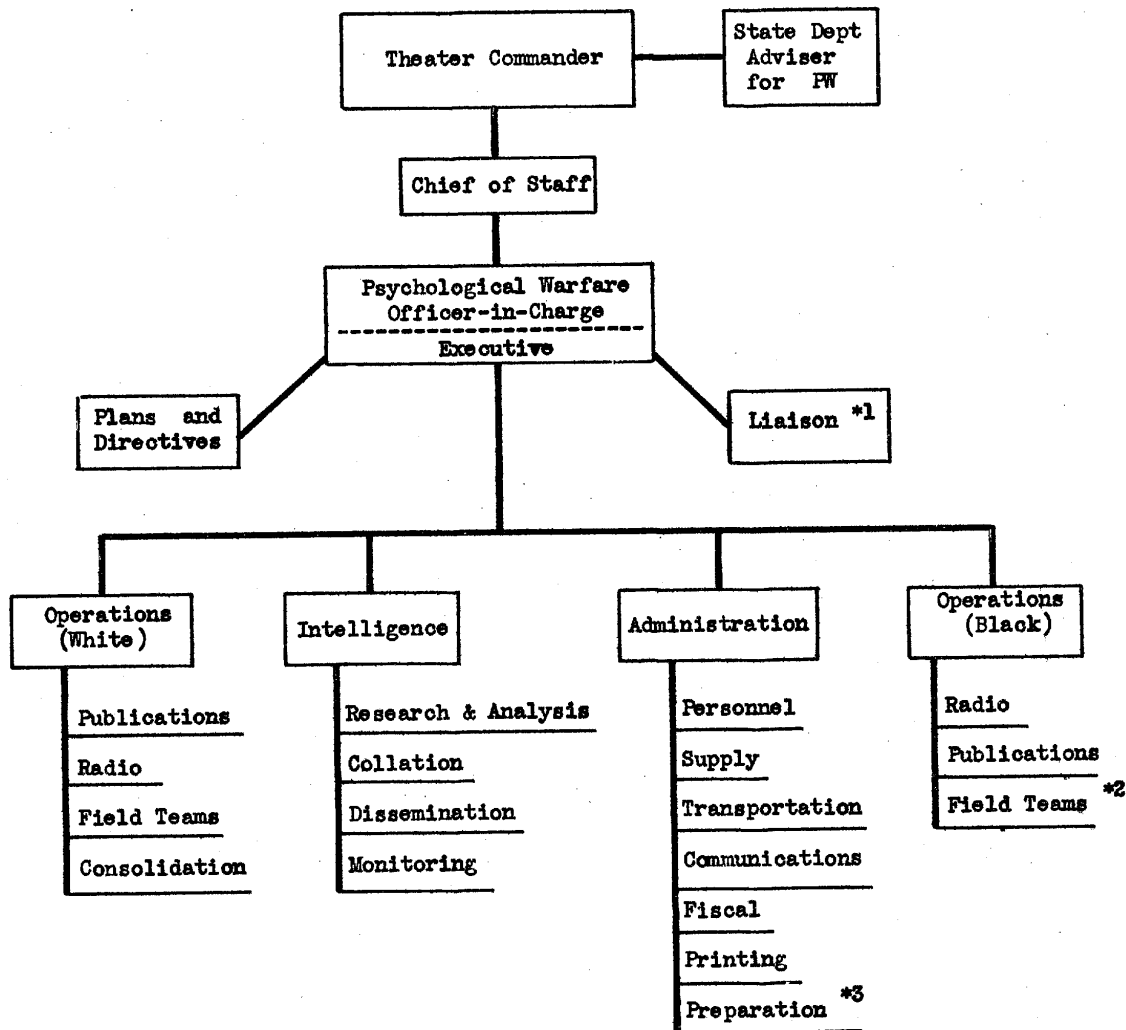 Theater Commander
State Dept
Adviser
for PW
Chief of Staff
Psychological Warfare
Officer-in-Charge
Executive
Plans and
Directives
Liaison *1
Operations
(White)
Publications
Radio
Field Teams
Consolidation
Intelligence
Research & Analysis
Collation
Dissemination
Monitoring
Administration
Personnel
Supply
Transportation
Communications
Fiscal
Printing
Preparation *3
Operations
(Black)
Radio
Publications
Field Teams *2